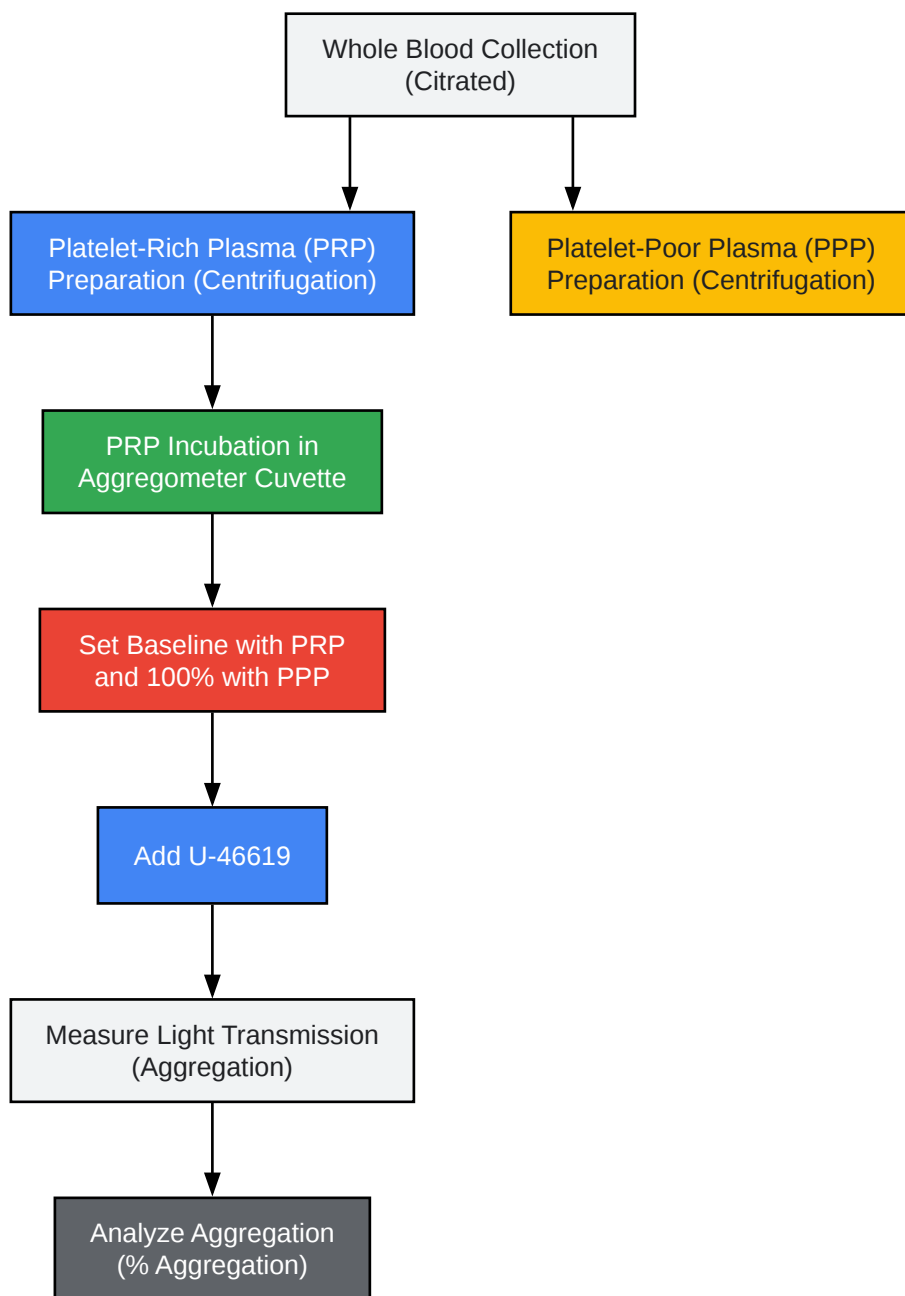 Whole Blood Collection
(Citrated)
Platelet-Rich Plasma (PRP)
Preparation (Centrifugation)
Platelet-Poor Plasma (PPP)
Preparation (Centrifugation)
PRP Incubation in
Aggregometer Cuvette
Set Baseline with PRP
and 100% with PPP
Add U-46619
Measure Light Transmission
(Aggregation)
Analyze Aggregation
(% Aggregation)